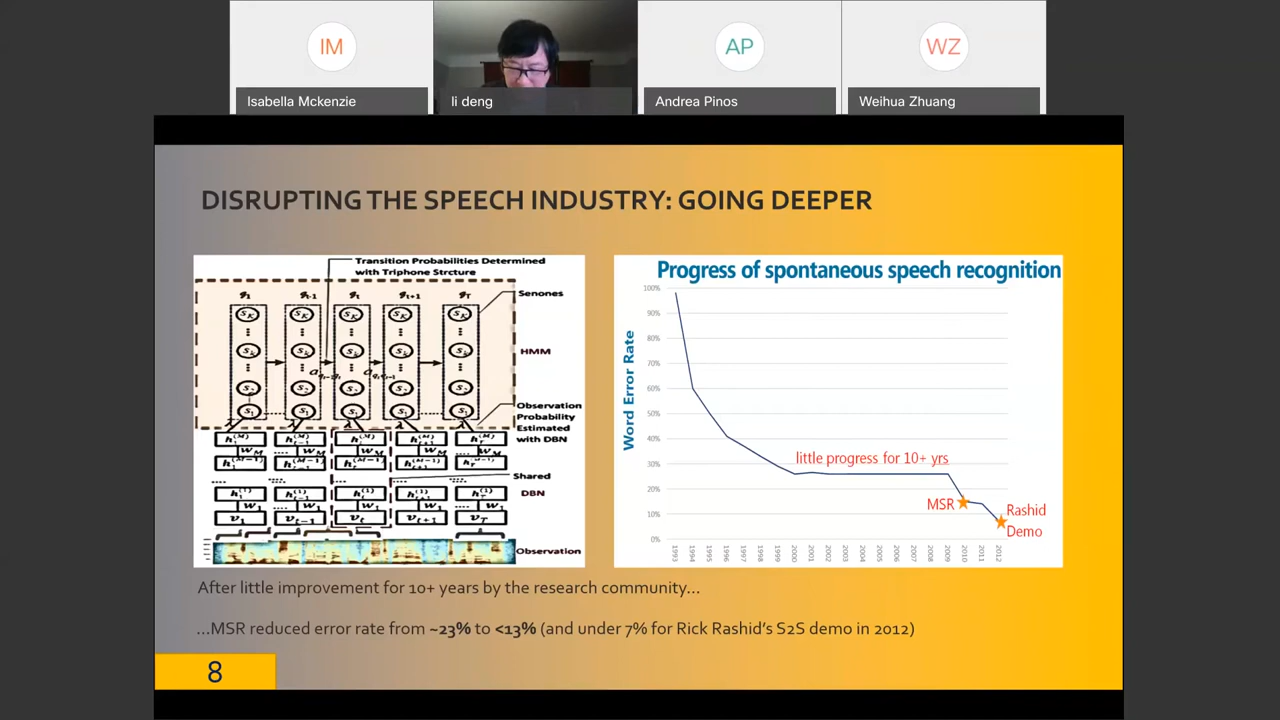 IM
AP
WZ
Isabella Mckenzie
li deng
Andrea Pinos
Weihua Zhuang
DISRUPTING THE SPEECH INDUSTRY: GOING DEEPER
Transition Probabilities Determined
with Triphone Strcture
Senones
HMM
Observation
Probability
Estimated
with DBN
Shared
DBN
Observation
Progress of spontaneous speech recognition
Word Error Rate
100%
90%
80%
70%
60%
50%
40%
30%
20%
10%
0%
little progress for 10+ yrs
MSR
Rashid
Demo
1993 1994 1995 1996 1997 1998 1999 2000 2001 2002 2003 2004 2005 2006 2007 2008 2009 2010 2011 2012
After little improvement for 10+ years by the research community...
...MSR reduced error rate from ~23% to <13% (and under 7% for Rick Rashid's S2S demo in 2012)
8